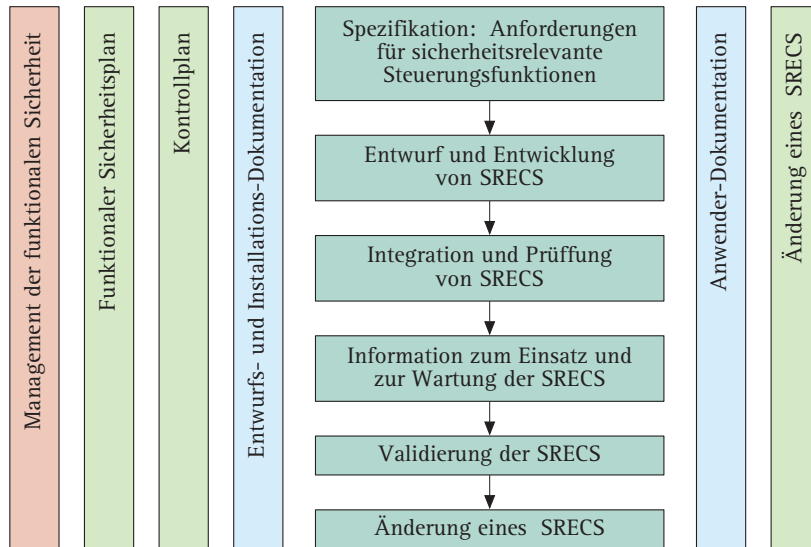 Management der funktionalen Sicherheit
Funktionaler Sicherheitsplan
Kontrollplan
Entwurfs- und Installations-Dokumentation
Spezifikation: Anforderungen
für sicherheitsrelevante
Steuerungsfunktionen
Entwurf und Entwicklung
von SRECS
Integration und Prüffung
von SRECS
Information zum Einsatz und
zur Wartung der SRECS
Validierung der SRECS
Änderung eines SRECS
Anwender-Dokumentation
Änderung eines SRECS